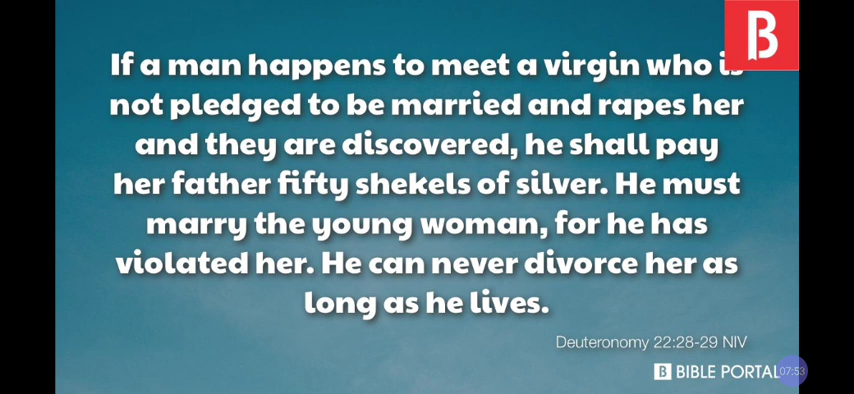 B
If a man happens to meet a virgin who is
not pledged to be married and rapes her
and they are discovered, he shall pay
her father fifty shekels of silver. He must
marry the young woman, for he has
violated her. He can never divorce her as
long as he lives.
Deuteronomy 22:28-29 NIV
B BIBLE PORTAL
07:53